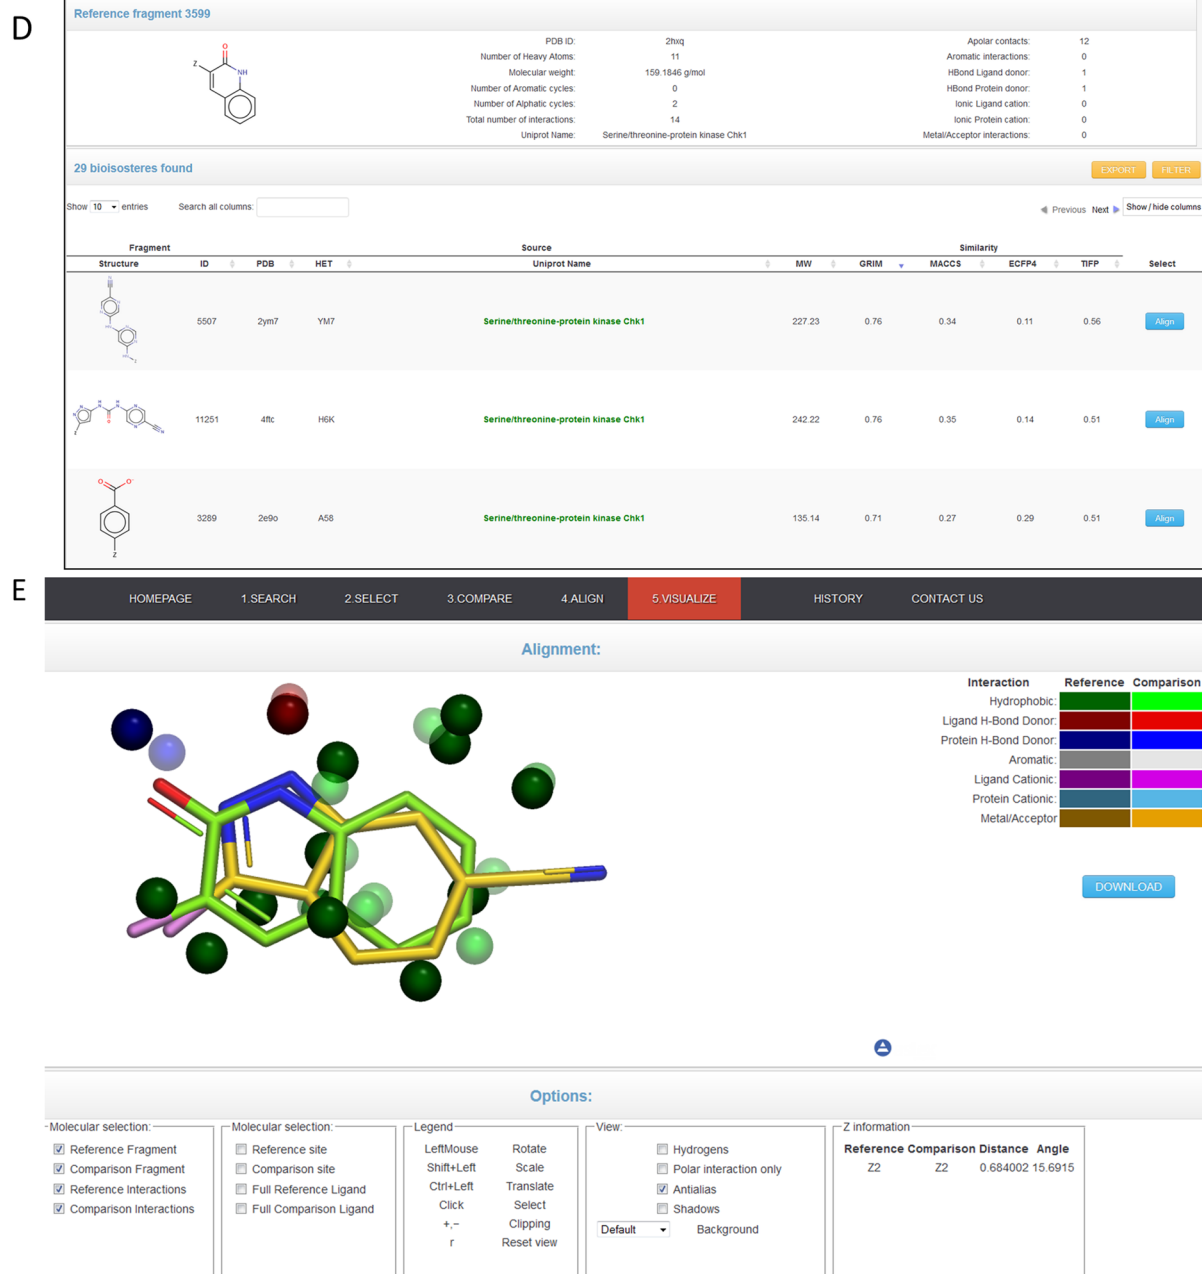 D
Reference fragment 3599
PDB ID: 2hxq Apolar contacts: 12
Number of Heavy Atoms: 11 Aromatic interactions: 0
Molecular weight: 159.1846 g/mol HBond Ligand donor: 1
Number of Aromatic cycles: 0 HBond Protein donor: 1
Number of Alphatic cycles: 2 Ionic Ligand cation: 0
Total number of interactions: 14 Ionic Protein cation: 0
Uniprot Name: Serine/threonine-protein kinase Chk1 Metal/Acceptor interactions: 0
O
Z
NH
29 bioisosteres found
EXPORT FILTER
Show 10 entries Search all columns: Previous Next Show / hide columns
Fragment Source Similarity
Structure ID PDB HET Uniprot Name MW GRIM MACCS ECFP4 TIFP Select
5507 2ym7 YM7 Serine/threonine-protein kinase Chk1 227.23 0.76 0.34 0.11 0.56 Align
11251 4ftc H6K Serine/threonine-protein kinase Chk1 242.22 0.76 0.35 0.14 0.51 Align
O O-
3289 2e9o A58 Serine/threonine-protein kinase Chk1 135.14 0.71 0.27 0.29 0.51 Align
Z
E
HOMEPAGE 1.SEARCH 2.SELECT 3.COMPARE 4.ALIGN 5.VISUALIZE HISTORY CONTACT US
Alignment:
Interaction Reference Comparison
Hydrophobic:
Ligand H-Bond Donor:
Protein H-Bond Donor:
Aromatic:
Ligand Cationic:
Protein Cationic:
Metal/Acceptor
DOWNLOAD
Options:
Molecular selection: Molecular selection: Legend View: Z information
Reference Fragment Reference site LeftMouse Rotate Hydrogens Reference Comparison Distance Angle
Comparison Fragment Comparison site Shift+Left Scale Polar interaction only Z2 Z2 0.684002 15.6915
Reference Interactions Full Reference Ligand Ctrl+Left Translate Antialias
Comparison Interactions Full Comparison Ligand Click Select Shadows
+,− Clipping Default Background
r Reset view